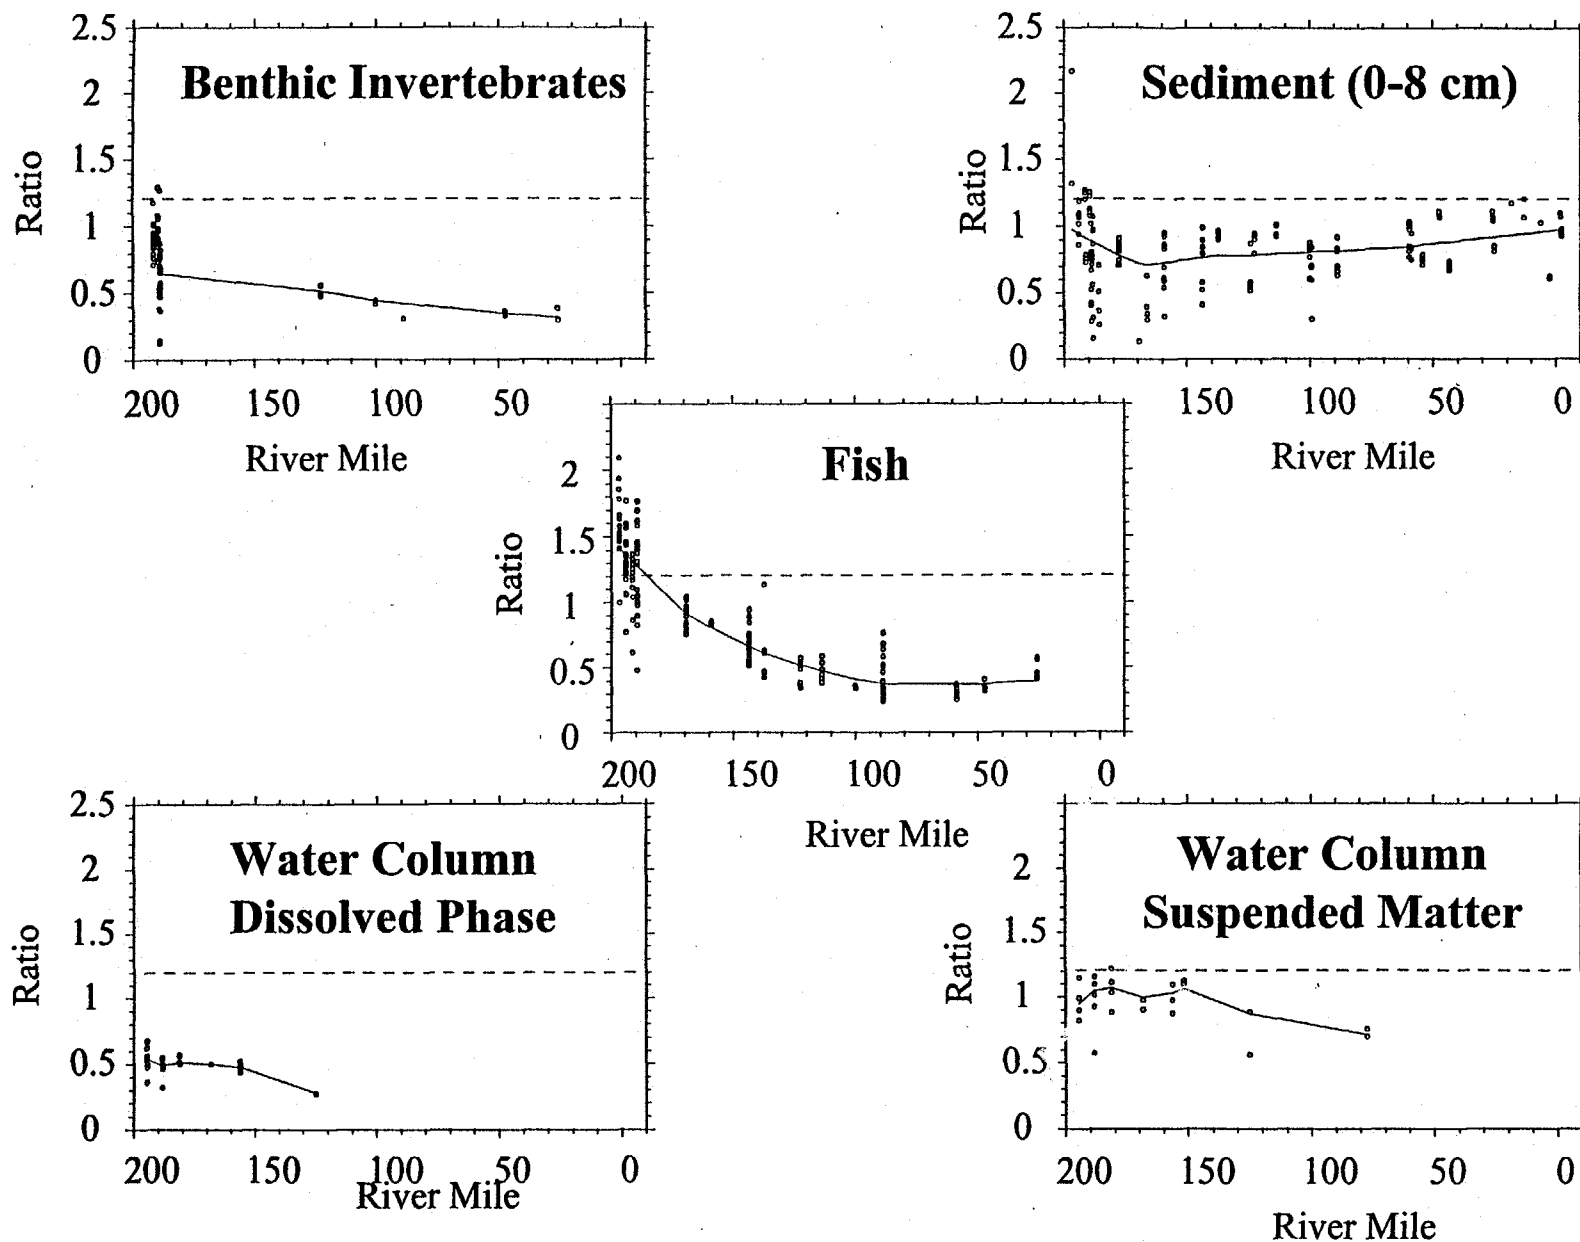 Benthic Invertebrates
2.5
2
1.5
1
0.5
0
Ratio
200 150 100 50
River Mile
Sediment (0-8 cm)
2.5
2
1.5
1
0.5
0
Ratio
150 100 50 0
River Mile
Fish
2
1.5
1
0.5
0
Ratio
200 150 100 50 0
River Mile
Water Column
Dissolved Phase
2.5
2
1.5
1
0.5
0
Ratio
200 150 100 50 0
River Mile
Water Column
Suspended Matter
2
1.5
1
0.5
0
Ratio
200 150 100 50 0
River Mile